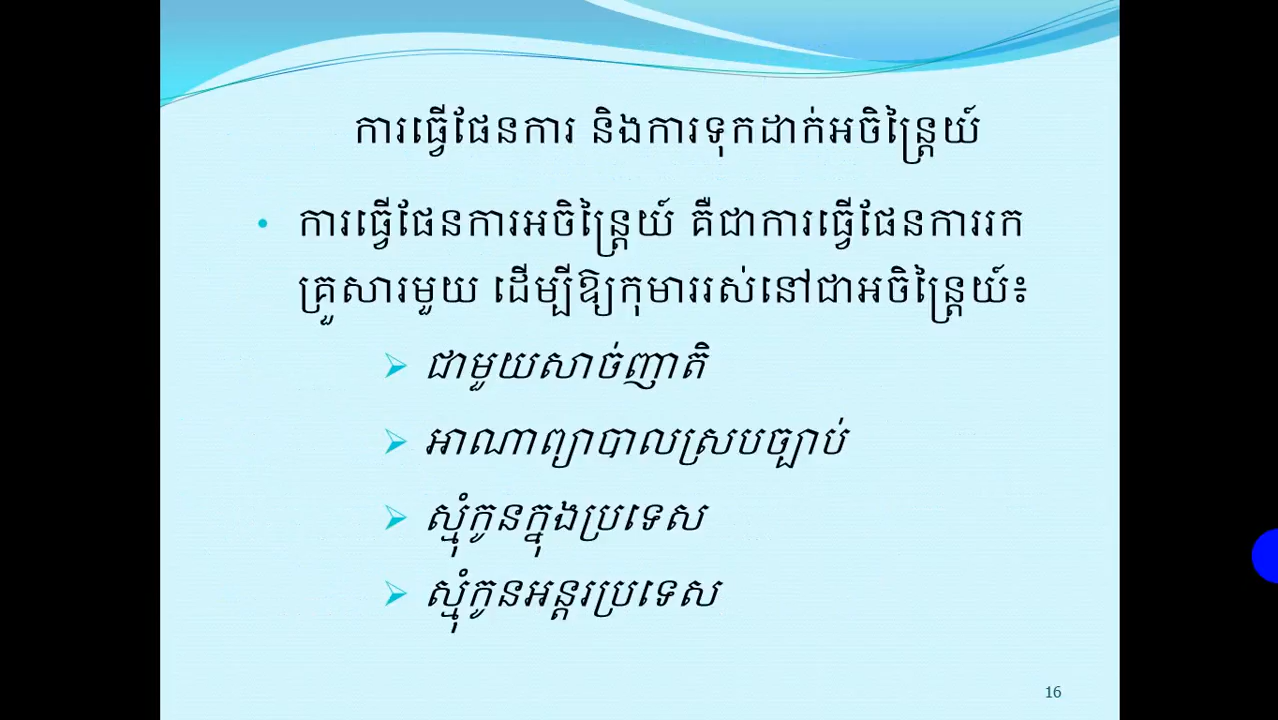 ការធ្វើផែនការ និងការទុកដាក់អចិន្ត្រៃយ៍
• ការធ្វើផែនការអចិន្ត្រៃយ៍ គឺជាការធ្វើផែនការរក
គ្រួសារមួយ ដើម្បីឱ្យកុមាររស់នៅជាអចិន្ត្រៃយ៍៖
➢ ជាមួយសាច់ញាតិ
➢ អាណាព្យាបាលស្របច្បាប់
➢ ស្មុំកូនក្នុងប្រទេស
➢ ស្មុំកូនអន្តរប្រទេស
16